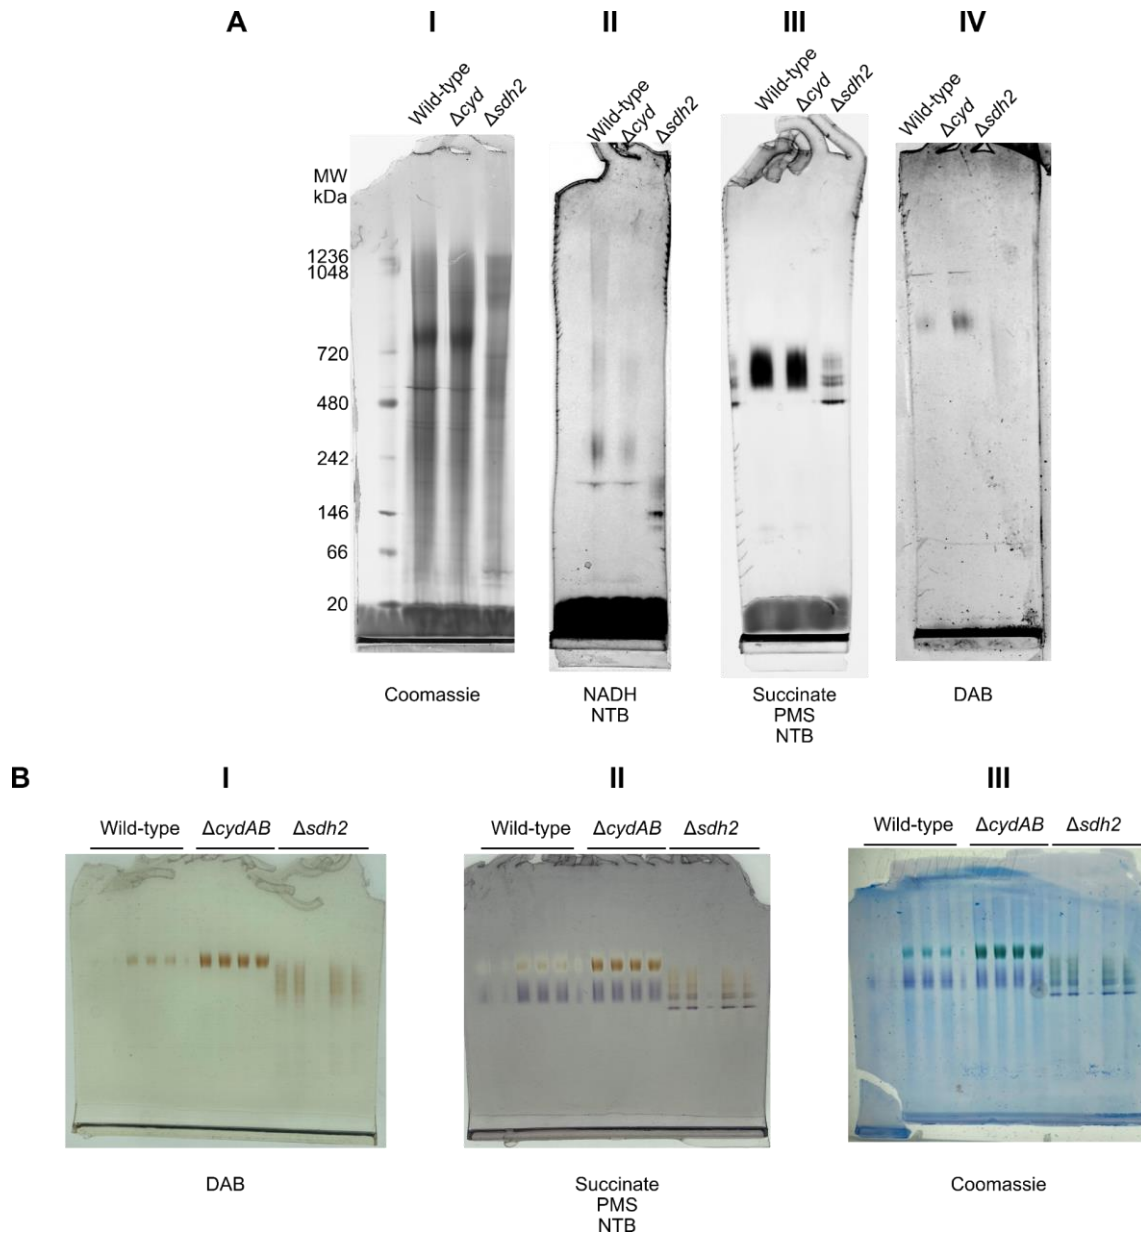 A I II III IV
Wild-type Δcyd Δsdh2
Wild-type Δcyd Δsdh2
Wild-type Δcyd Δsdh2
Wild-type Δcyd Δsdh2
MW
kDa
1236
1048
720
480
242
146
66
20
Coomassie
NADH
NTB
Succinate
PMS
NTB
DAB
B I II III
Wild-type ΔcydAB Δsdh2
Wild-type ΔcydAB Δsdh2
Wild-type ΔcydAB Δsdh2
DAB
Succinate
PMS
NTB
Coomassie